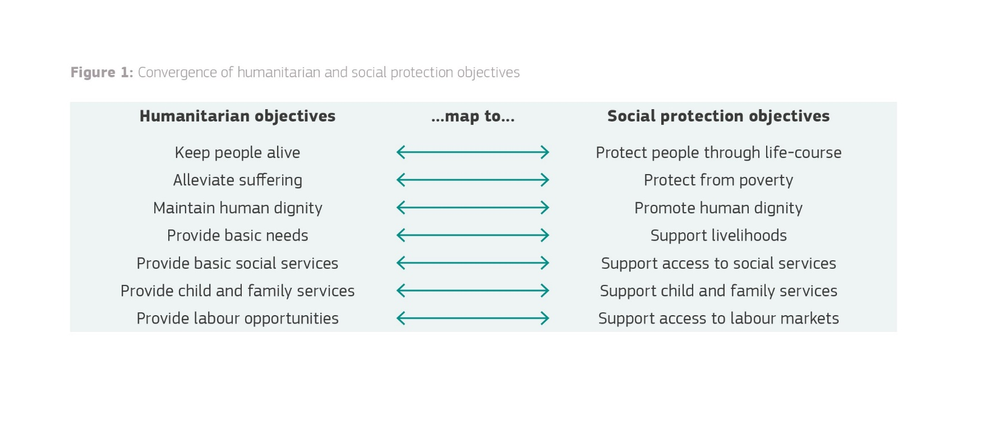 Figure 1: Convergence of humanitarian and social protection objectives
Humanitarian objectives ...map to... Social protection objectives
Keep people alive Protect people through life-course
Alleviate suffering Protect from poverty
Maintain human dignity Promote human dignity
Provide basic needs Support livelihoods
Provide basic social services Support access to social services
Provide child and family services Support child and family services
Provide labour opportunities Support access to labour markets